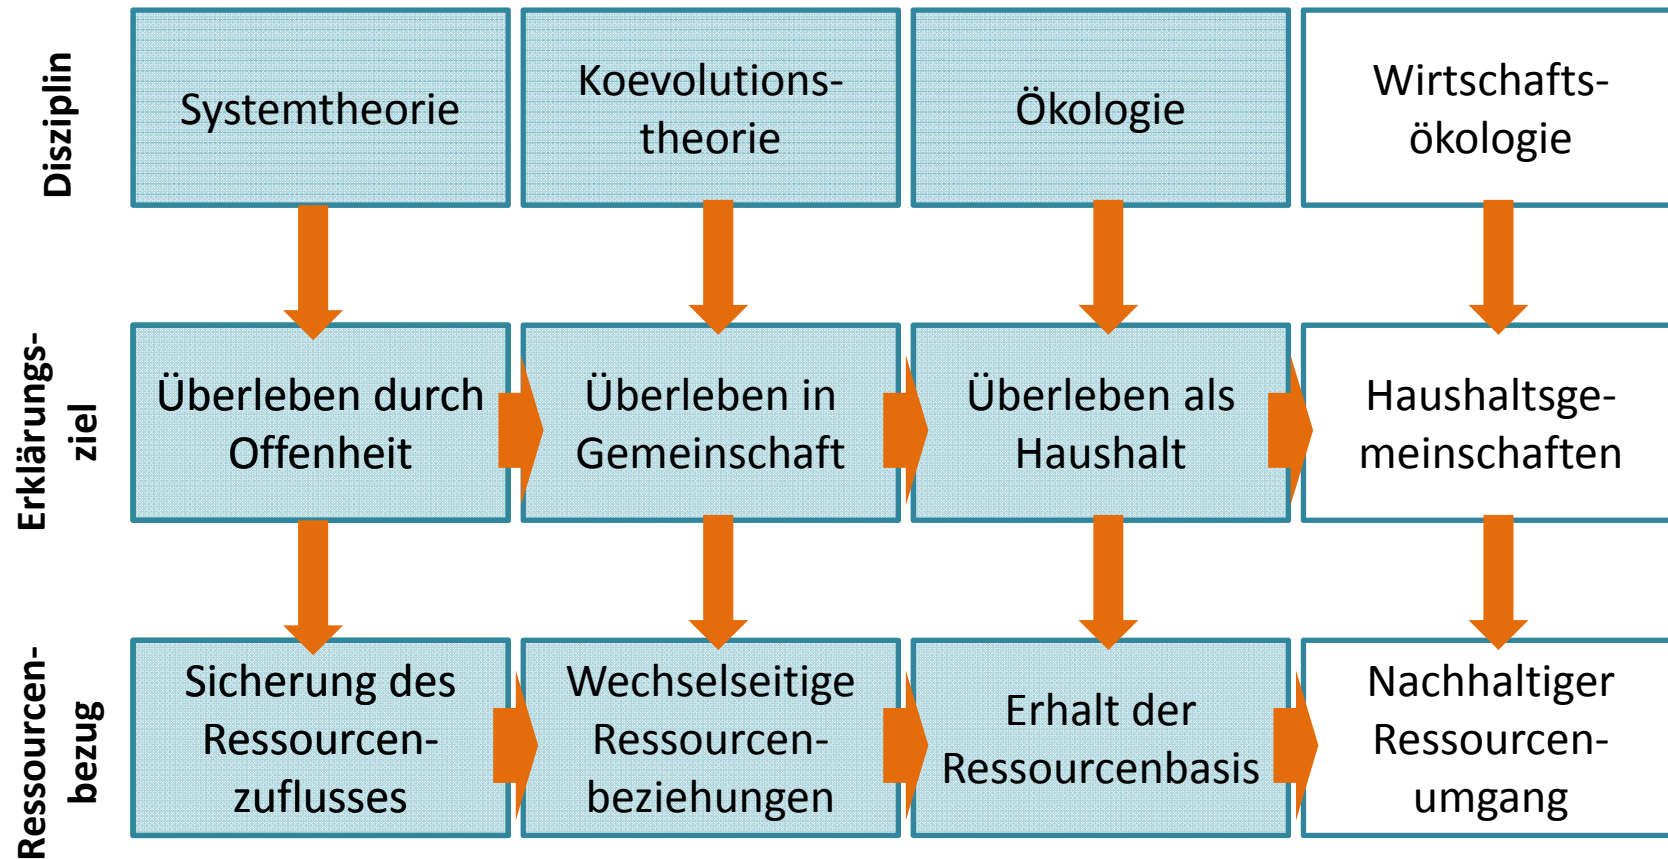 Disziplin
Systemtheorie
Koevolutions-
theorie
Ökologie
Wirtschafts-
ökologie
Erklärungs-
ziel
Überleben durch
Offenheit
Überleben in
Gemeinschaft
Überleben als
Haushalt
Haushaltsge-
meinschaften
Ressourcen-
bezug
Sicherung des
Ressourcen-
zuflusses
Wechselseitige
Ressourcen-
beziehungen
Erhalt der
Ressourcenbasis
Nachhaltiger
Ressourcen-
umgang